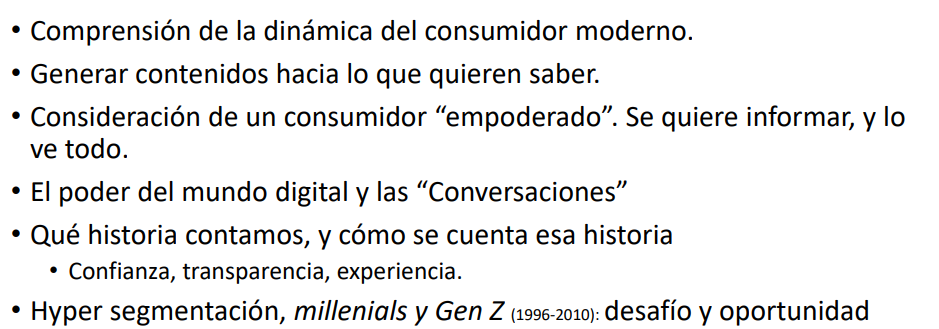 • Comprensión de la dinámica del consumidor moderno.
• Generar contenidos hacia lo que quieren saber.
• Consideración de un consumidor “empoderado”. Se quiere informar, y lo
ve todo.
• El poder del mundo digital y las “Conversaciones”
• Qué historia contamos, y cómo se cuenta esa historia
• Confianza, transparencia, experiencia.
• Hyper segmentación, millenials y Gen Z (1996-2010): desafío y oportunidad